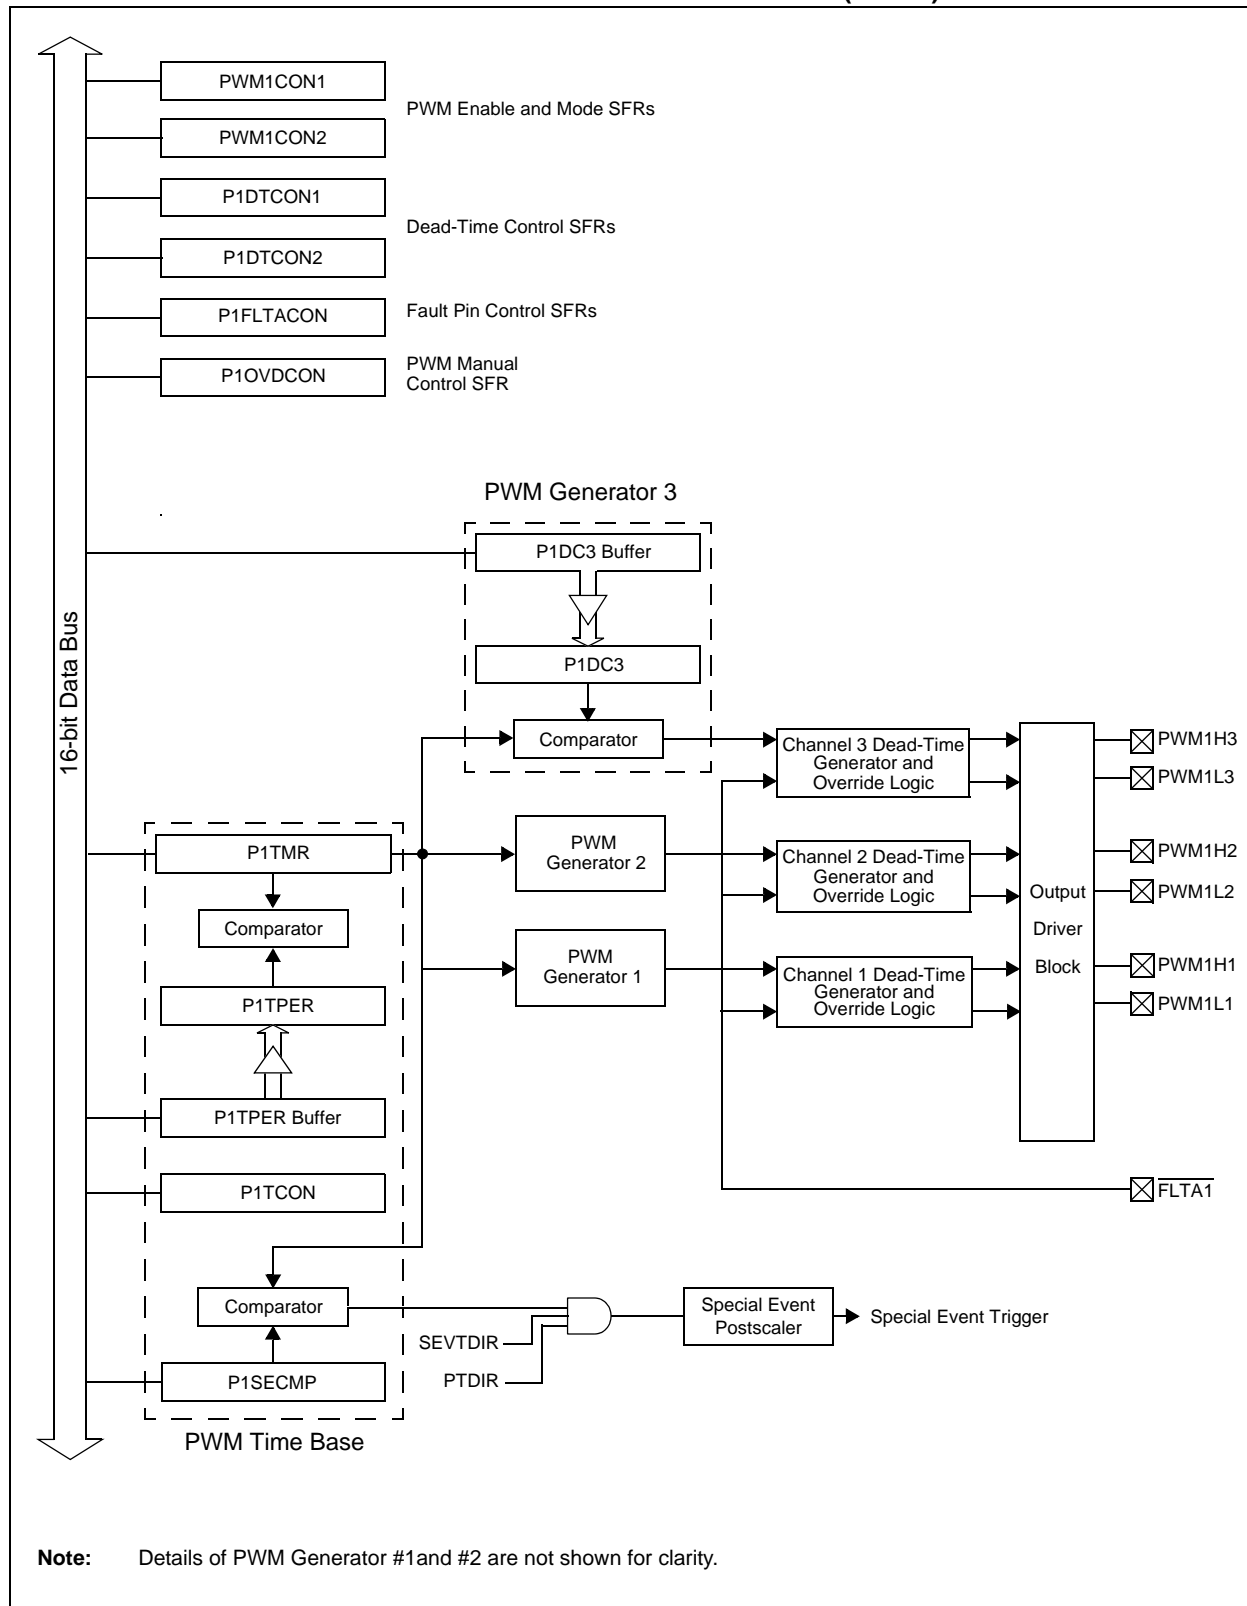 PWM1CON1
PWM Enable and Mode SFRs
PWM1CON2
P1DTCON1
Dead-Time Control SFRs
P1DTCON2
P1FLTACON
Fault Pin Control SFRs
P1OVDCON
PWM Manual
Control SFR
16-bit Data Bus
PWM Generator 3
P1DC3 Buffer
P1DC3
Comparator
Channel 3 Dead-Time
Generator and
Override Logic
PWM1H3
PWM1L3
P1TMR
Comparator
P1TPER
P1TPER Buffer
P1TCON
Comparator
P1SECMP
PWM Time Base
PWM
Generator 2
Channel 2 Dead-Time
Generator and
Override Logic
PWM1H2
PWM1L2
PWM
Generator 1
Channel 1 Dead-Time
Generator and
Override Logic
PWM1H1
PWM1L1
Output
Driver
Block
FLTA1
SEVTDIR
PTDIR
Special Event
Postscaler
Special Event Trigger
Note: Details of PWM Generator #1and #2 are not shown for clarity.